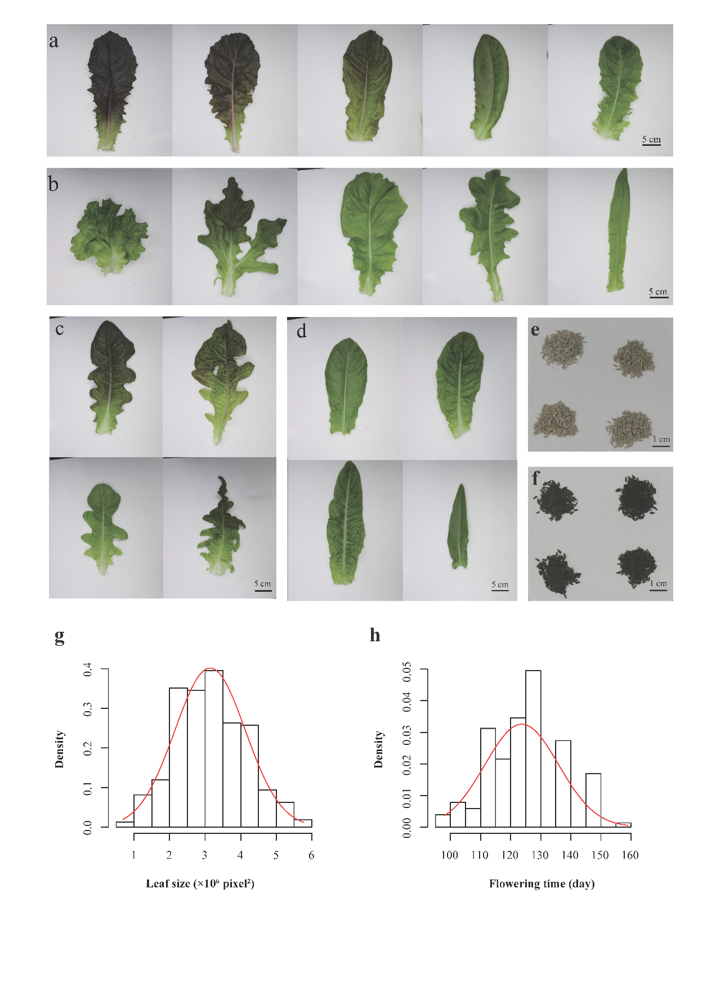 a
5 cm
b
5 cm
c
5 cm
d
5 cm
e
1 cm
f
1 cm
g
0.4
0.3
0.2
0.1
0.0
Density
1 2 3 4 5 6
Leaf size (×10⁶ pixel²)
h
0.05
0.04
0.03
0.02
0.01
0.00
Density
100 110 120 130 140 150 160
Flowering time (day)